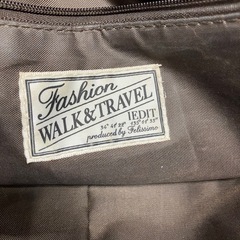 Fashion
WALK & TRAVEL
IEDIT
produced by Felissimo